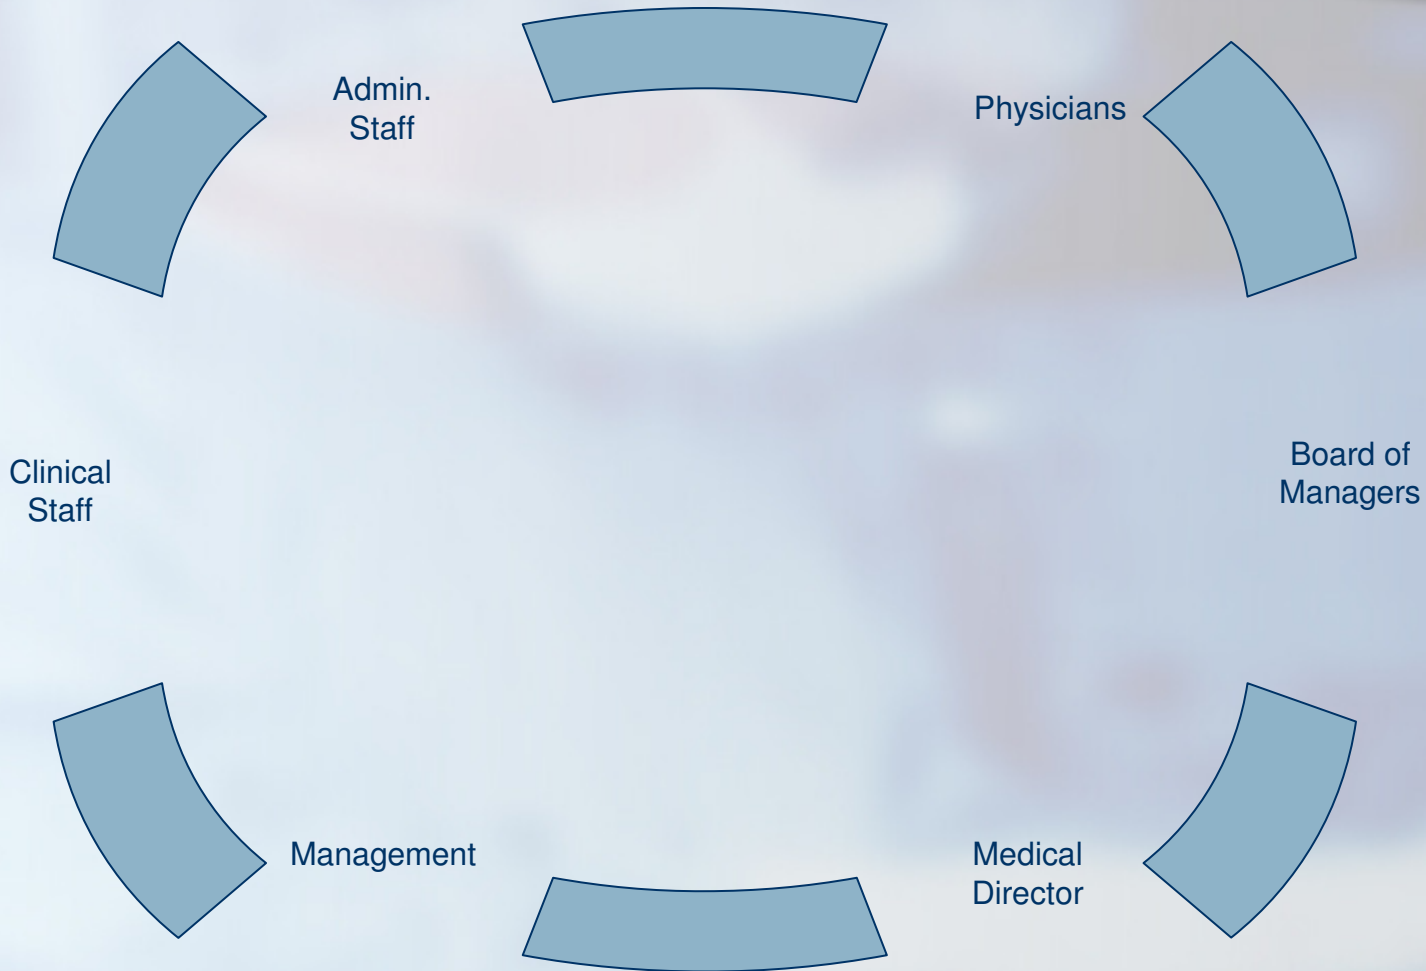 Admin.
Staff
Physicians
Clinical
Staff
Board of
Managers
Management
Medical
Director